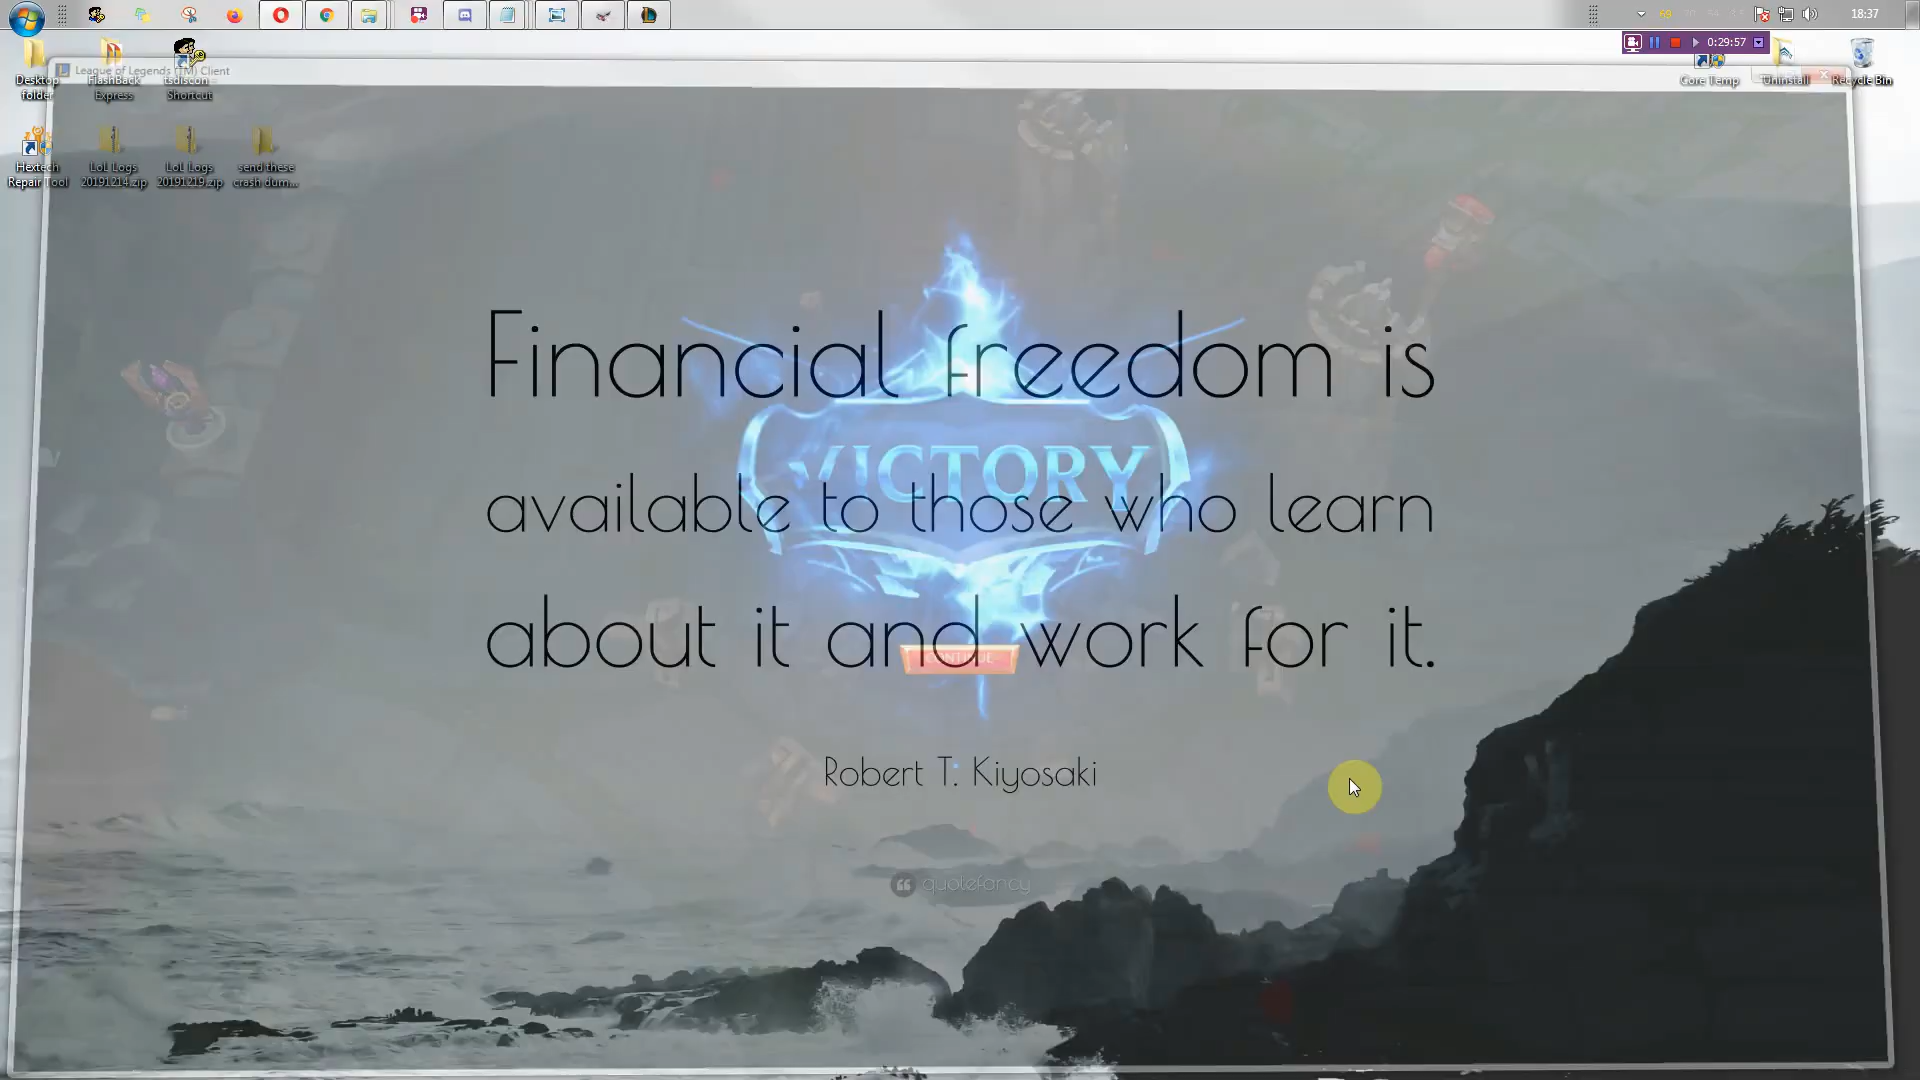 18:37
0:29:57
League of Legends (TM) Client
Desktop folder
FlashBack Express
tsdiscon - Shortcut
Core Temp
Uninstall
Recycle Bin
Hextech Repair Tool
LoL Logs 20191214.zip
LoL Logs 20191219.zip
send these crash dum...
Financial freedom is
VICTORY
available to those who learn
about it and work for it.
CONTINUE
Robert T. Kiyosaki
quotefancy